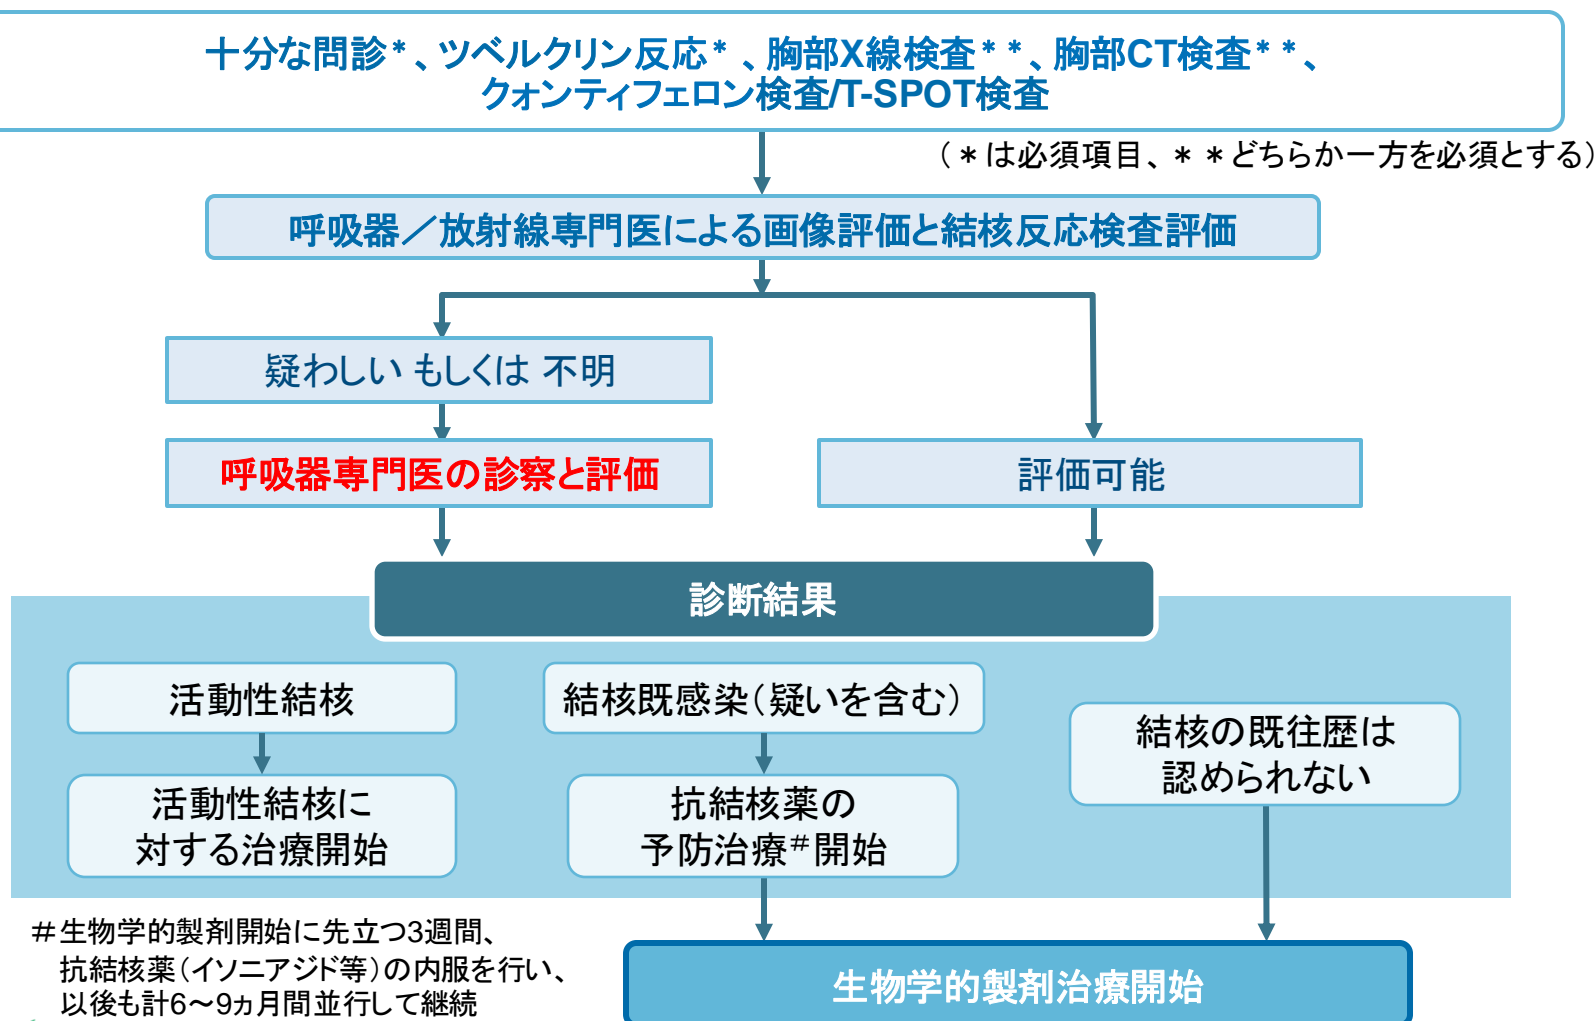 十分な問診＊、ツベルクリン反応＊、胸部X線検査＊＊、胸部CT検査＊＊、
クォンティフェロン検査/T-SPOT検査
（＊は必須項目、＊＊どちらか一方を必須とする）
呼吸器／放射線専門医による画像評価と結核反応検査評価
疑わしい もしくは 不明
呼吸器専門医の診察と評価
評価可能
診断結果
活動性結核
活動性結核に
対する治療開始
結核既感染（疑いを含む）
抗結核薬の
予防治療＃開始
結核の既往歴は
認められない
＃生物学的製剤開始に先立つ3週間、
抗結核薬（イソニアジド等）の内服を行い、
以後も計6～9ヵ月間並行して継続
生物学的製剤治療開始